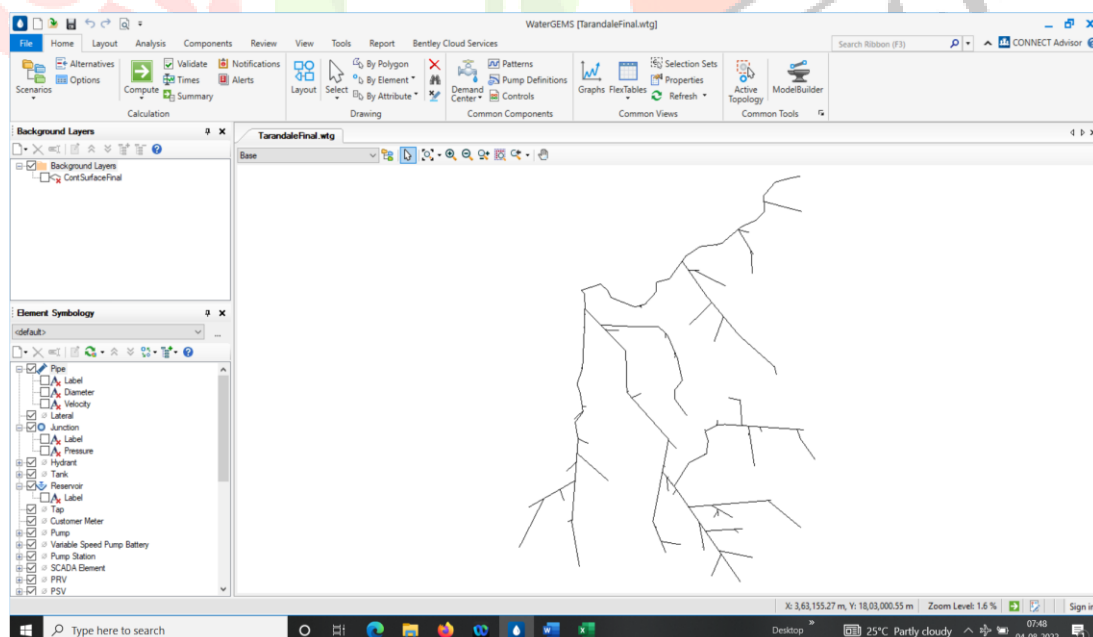 WaterGEMS [TarandaleFinal.wtg]
File Home Layout Analysis Components Review View Tools Report Bentley Cloud Services
Search Ribbon (F3)
CONNECT Advisor
Scenarios
Alternatives
Options
Compute
Validate
Times
Summary
Notifications
Alerts
Calculation
Layout
Select
By Polygon
By Element
By Attribute
Drawing
Demand Center
Patterns
Pump Definitions
Controls
Common Components
Graphs
FlexTables
Selection Sets
Properties
Refresh
Common Views
Active Topology
ModelBuilder
Common Tools
Background Layers
Background Layers
ContSurfaceFinal
TarandaleFinal.wtg
Base
Element Symbology
<default>
Pipe
Label
Diameter
Velocity
Lateral
Junction
Label
Pressure
Hydrant
Tank
Reservoir
Label
Tap
Customer Meter
Pump
Variable Speed Pump Battery
Pump Station
SCADA Element
PRV
PSV
X: 3,63,155.27 m, Y: 18,03,000.55 m Zoom Level: 1.6 % Sign in
Type here to search
Desktop
25°C Partly cloudy
07:48
04-08-2022